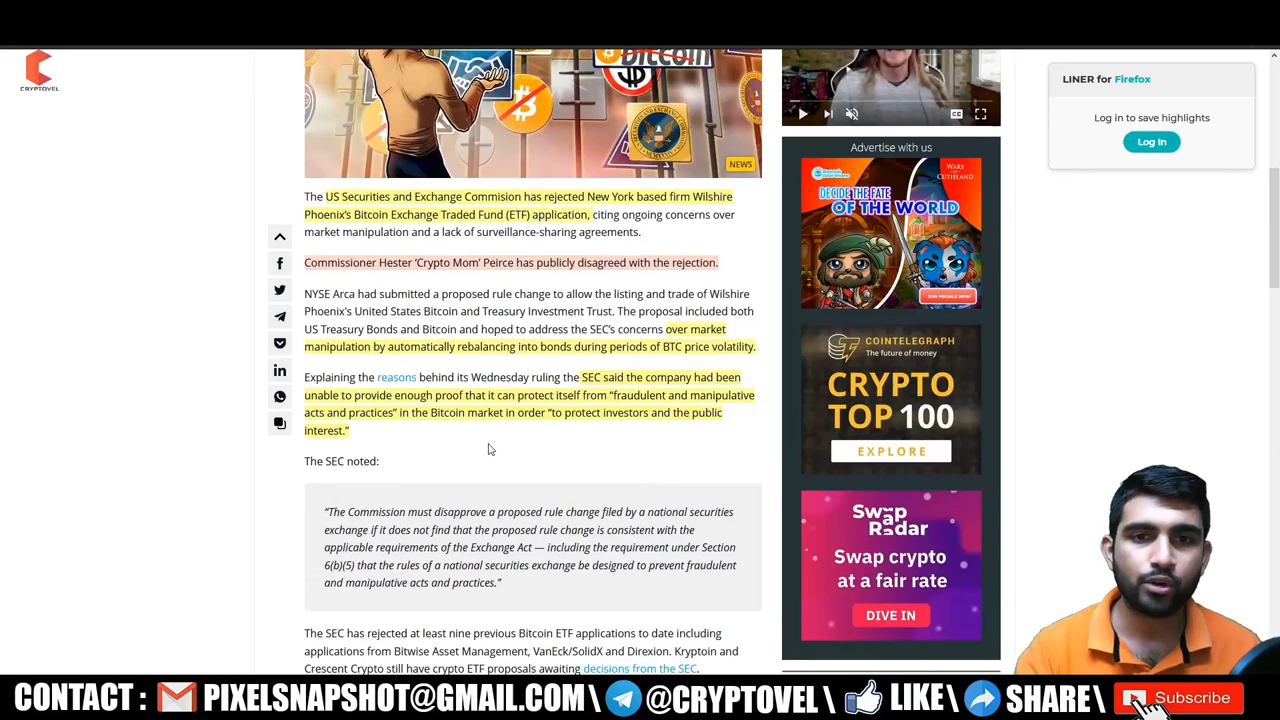 CRYPTOVEL
BITCOIN
NEWS
The US Securities and Exchange Commision has rejected New York based firm Wilshire
Phoenix's Bitcoin Exchange Traded Fund (ETF) application, citing ongoing concerns over
market manipulation and a lack of surveillance-sharing agreements.
Commissioner Hester ‘Crypto Mom’ Peirce has publicly disagreed with the rejection.
NYSE Arca had submitted a proposed rule change to allow the listing and trade of Wilshire
Phoenix's United States Bitcoin and Treasury Investment Trust. The proposal included both
US Treasury Bonds and Bitcoin and hoped to address the SEC's concerns over market
manipulation by automatically rebalancing into bonds during periods of BTC price volatility.
Explaining the reasons behind its Wednesday ruling the SEC said the company had been
unable to provide enough proof that it can protect itself from “fraudulent and manipulative
acts and practices” in the Bitcoin market in order “to protect investors and the public
interest.”
The SEC noted:
“The Commission must disapprove a proposed rule change filed by a national securities
exchange if it does not find that the proposed rule change is consistent with the
applicable requirements of the Exchange Act — including the requirement under Section
6(b)(5) that the rules of a national securities exchange be designed to prevent fraudulent
and manipulative acts and practices.”
The SEC has rejected at least nine previous Bitcoin ETF applications to date including
applications from Bitwise Asset Management, VanEck/SolidX and Direxion. Kryptoin and
Crescent Crypto still have crypto ETF proposals awaiting decisions from the SEC.
CC
Advertise with us
WARS
OF
CUTIELAND
DECIDE THE FATE
OF THE WORLD
JOIN PRESALE NOW!
COINTELEGRAPH
The future of money
CRYPTO
TOP 100
EXPLORE
Swap
Radar
Swap crypto
at a fair rate
DIVE IN
LINER for Firefox
Log in to save highlights
Log In
CONTACT : PIXELSNAPSHOT@GMAIL.COM \ @CRYPTOVEL \ LIKE\ SHARE \ Subscribe